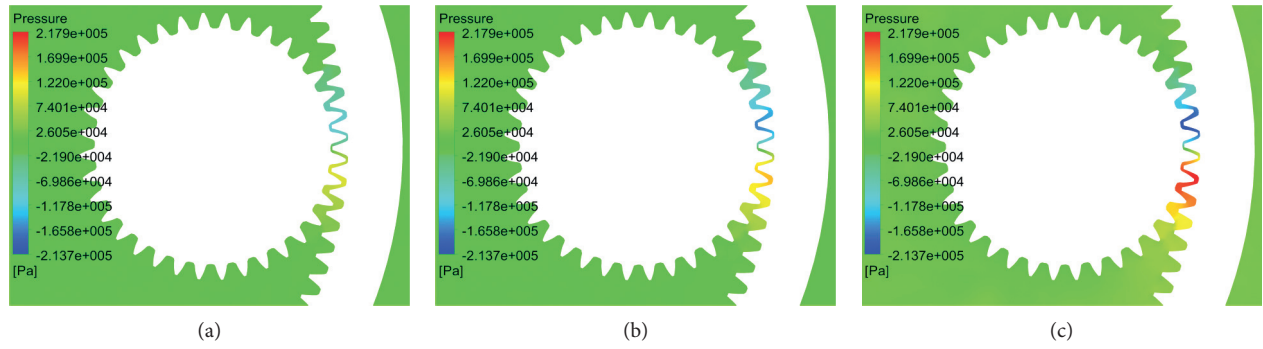 Pressure
2.179e+005
1.699e+005
1.220e+005
7.401e+004
2.605e+004
-2.190e+004
-6.986e+004
-1.178e+005
-1.658e+005
-2.137e+005
[Pa]
(a)
Pressure
2.179e+005
1.699e+005
1.220e+005
7.401e+004
2.605e+004
-2.190e+004
-6.986e+004
-1.178e+005
-1.658e+005
-2.137e+005
[Pa]
(b)
Pressure
2.179e+005
1.699e+005
1.220e+005
7.401e+004
2.605e+004
-2.190e+004
-6.986e+004
-1.178e+005
-1.658e+005
-2.137e+005
[Pa]
(c)